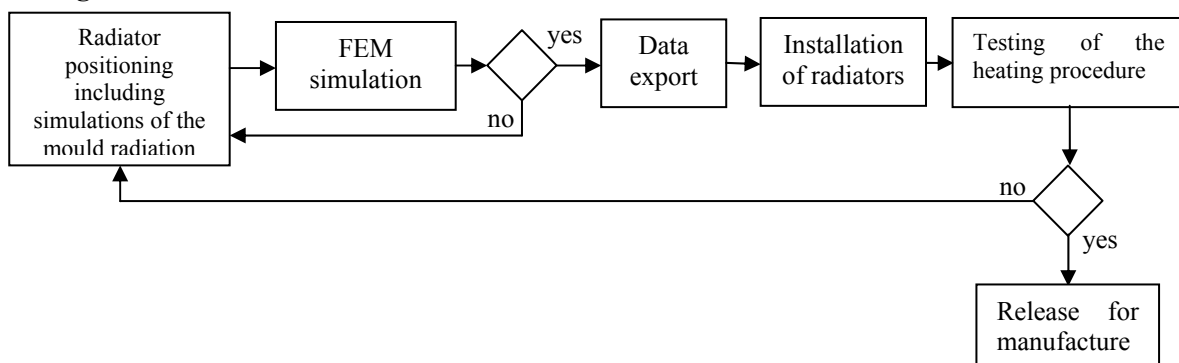 Radiator
positioning
including
simulations of the
mould radiation
FEM
simulation
yes
no
Data
export
Installation
of radiators
Testing of the
heating procedure
no
yes
Release for
manufacture